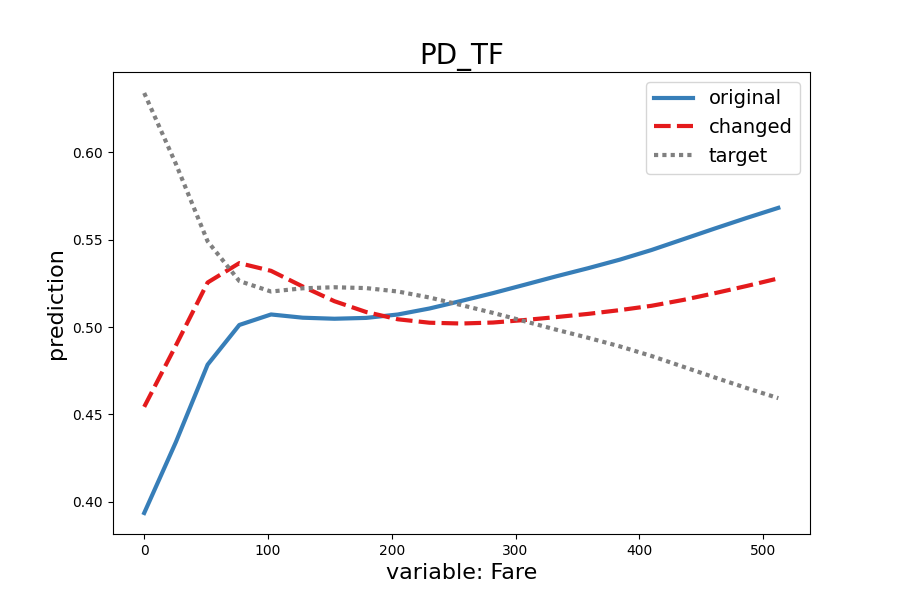 PD_TF
original
changed
target
0.60
0.55
0.50
0.45
0.40
prediction
0 100 200 300 400 500
variable: Fare